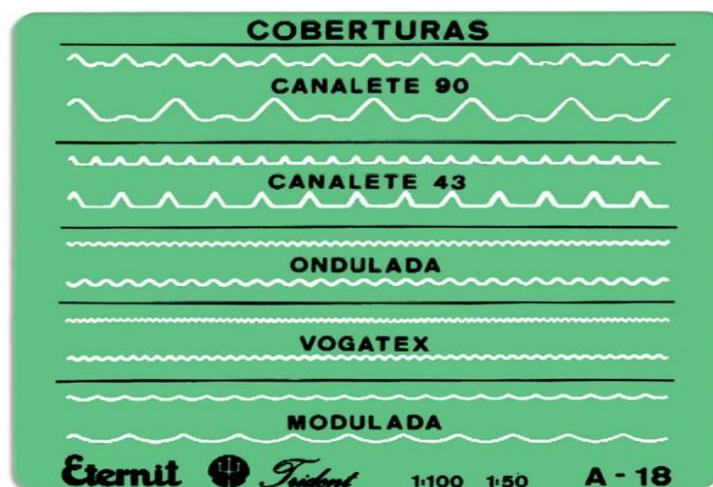 COBERTURAS
CANALETE 90
CANALETE 43
ONDULADA
VOGATEX
MODULADA
Eternit Trident 1:100 1:50 A - 18